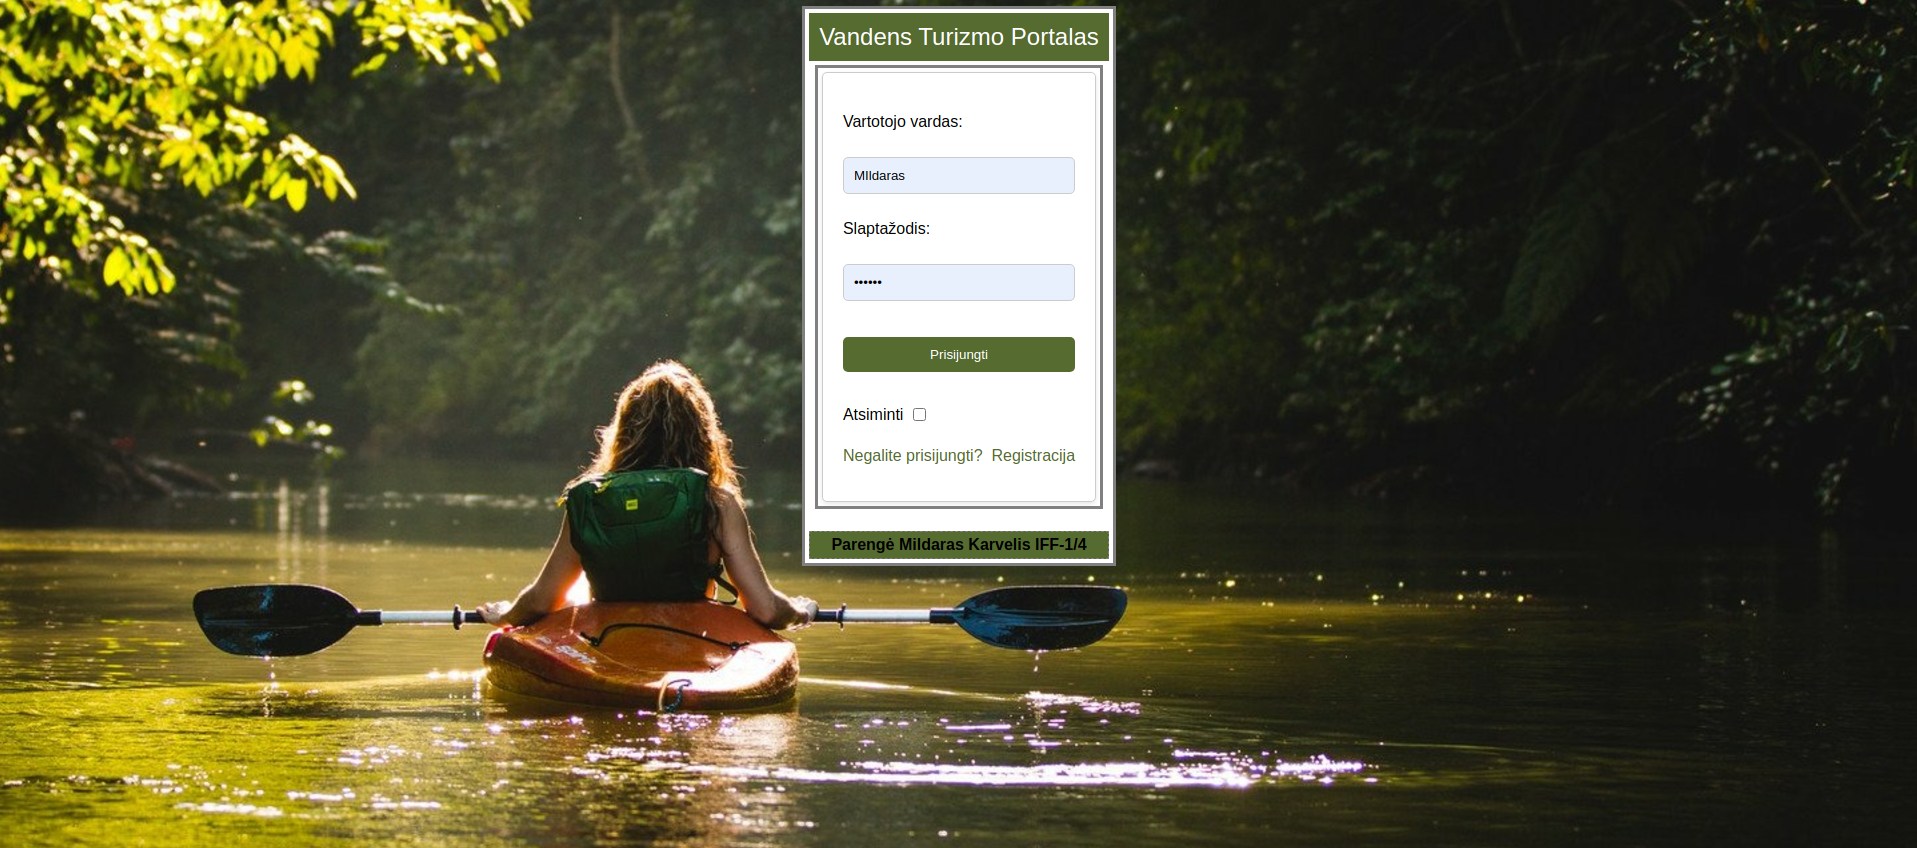 Vandens Turizmo Portalas
Vartotojo vardas:
MIldaras
Slaptažodis:
••••••
Prisijungti
Atsiminti
Negalite prisijungti? Registracija
Parengė Mildaras Karvelis IFF-1/4